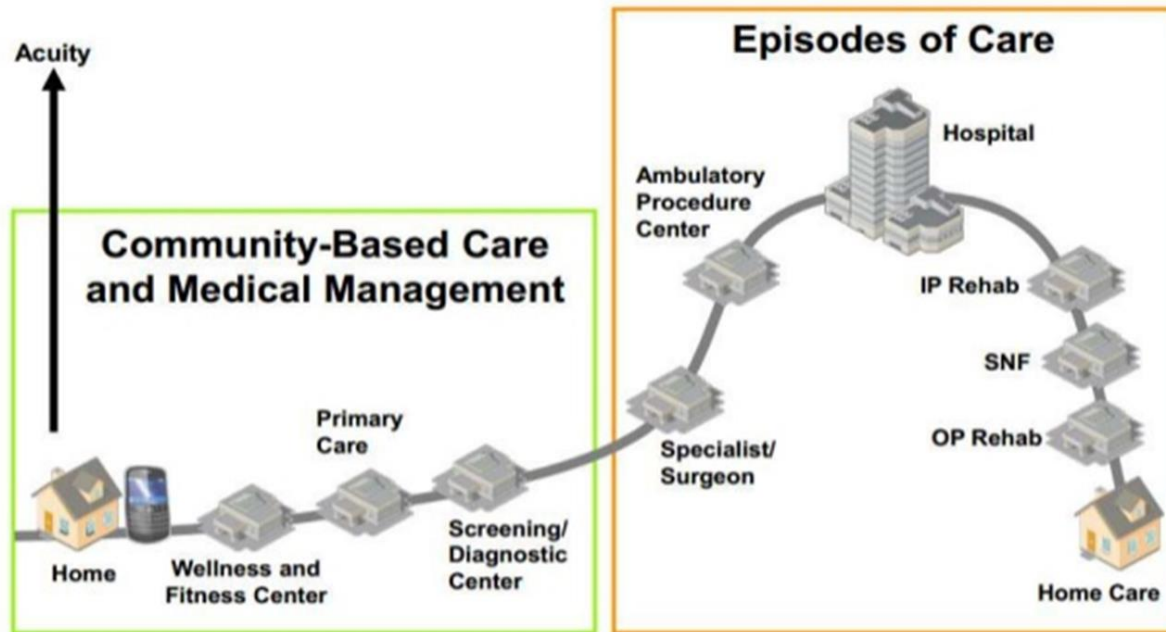 Acuity
Episodes of Care
Hospital
Ambulatory
Procedure
Center
Community-Based Care
and Medical Management
IP Rehab
SNF
OP Rehab
Primary
Care
Specialist/
Surgeon
Screening/
Diagnostic
Center
Home
Wellness and
Fitness Center
Home Care